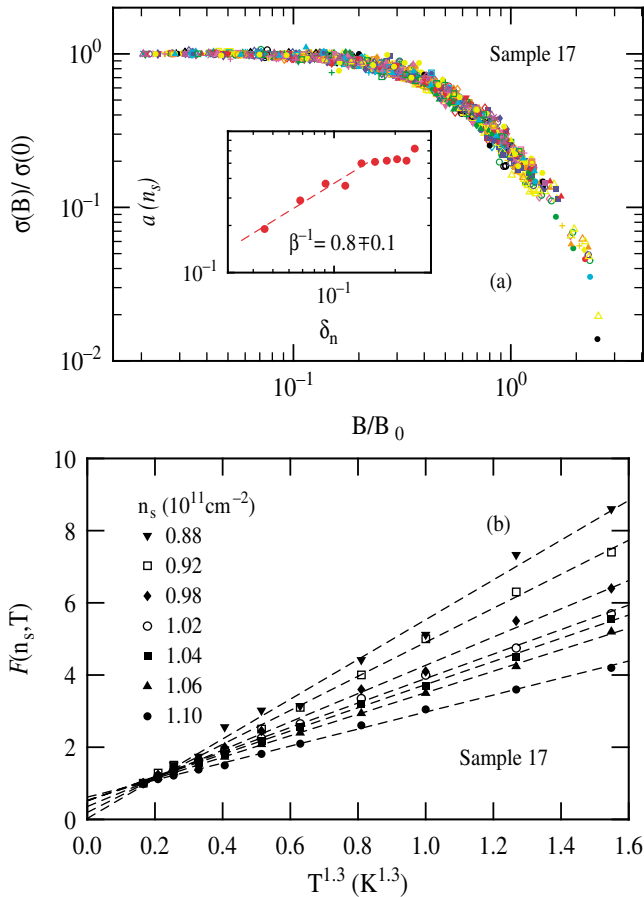 10⁰
Sample 17
σ(B)/ σ(0)
a (nₛ)
10⁻¹
β⁻¹ = 0.8∓0.1
10⁻¹
10⁻¹
δₙ
(a)
10⁻²
10⁻¹
10⁰
B/B₀
10
nₛ (10¹¹cm⁻²)
(b)
0.88
8
0.92
0.98
1.02
6
1.04
F(nₛ,T)
1.06
1.10
4
2
Sample 17
0
0.0 0.2 0.4 0.6 0.8 1.0 1.2 1.4 1.6
T¹·³ (K¹·³)